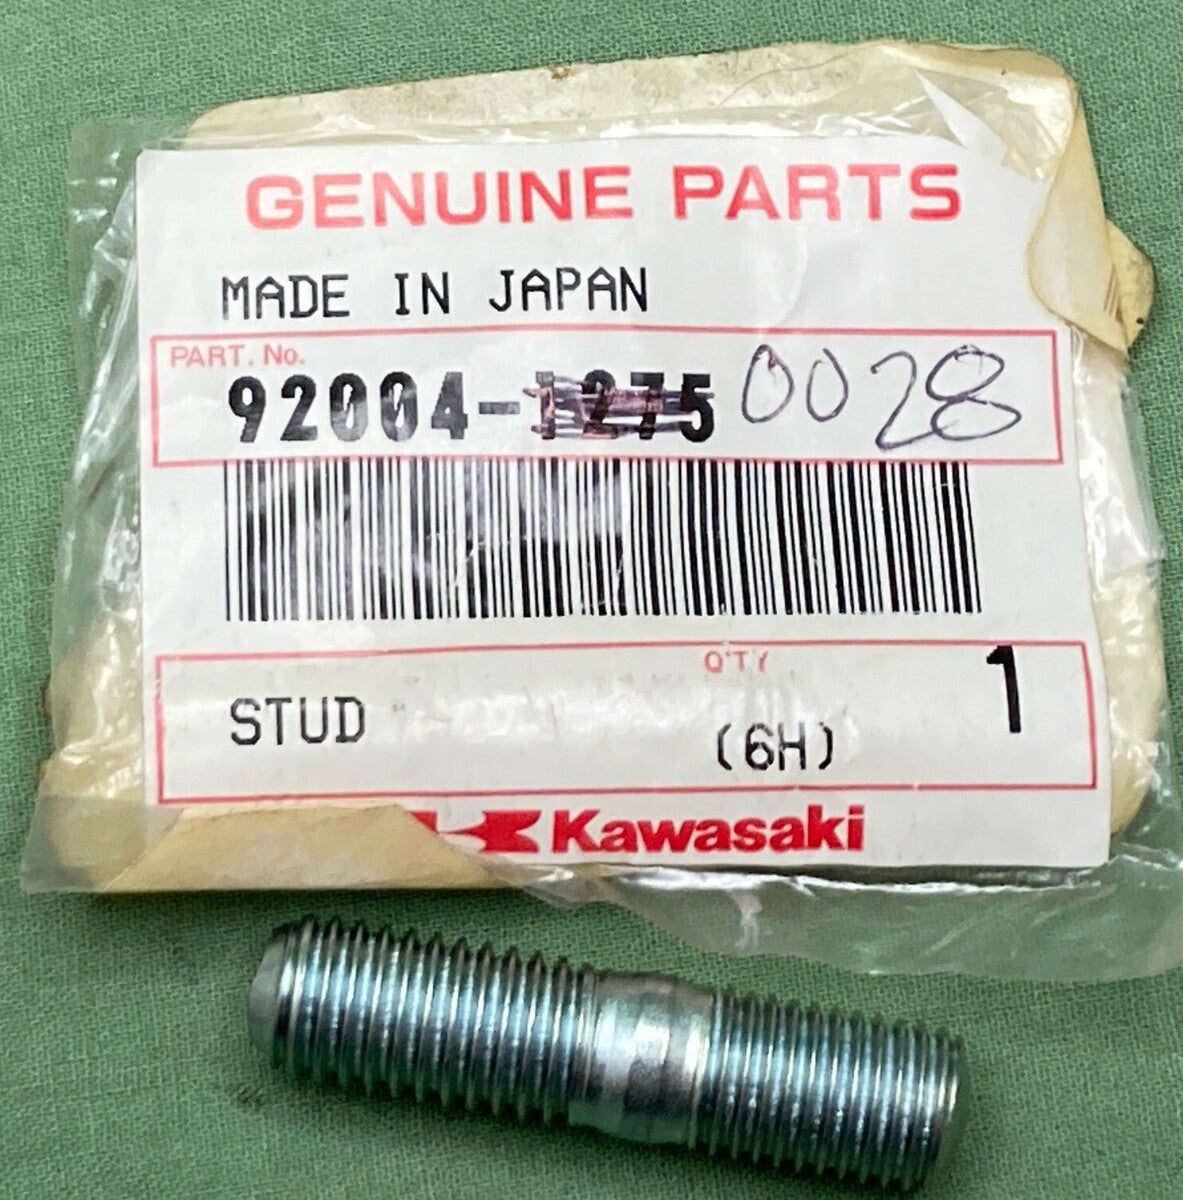 GENUINE PARTS
MADE IN JAPAN
PART. No.
92004-1275 0028
Q'TY
1
STUD
(6H)
Kawasaki